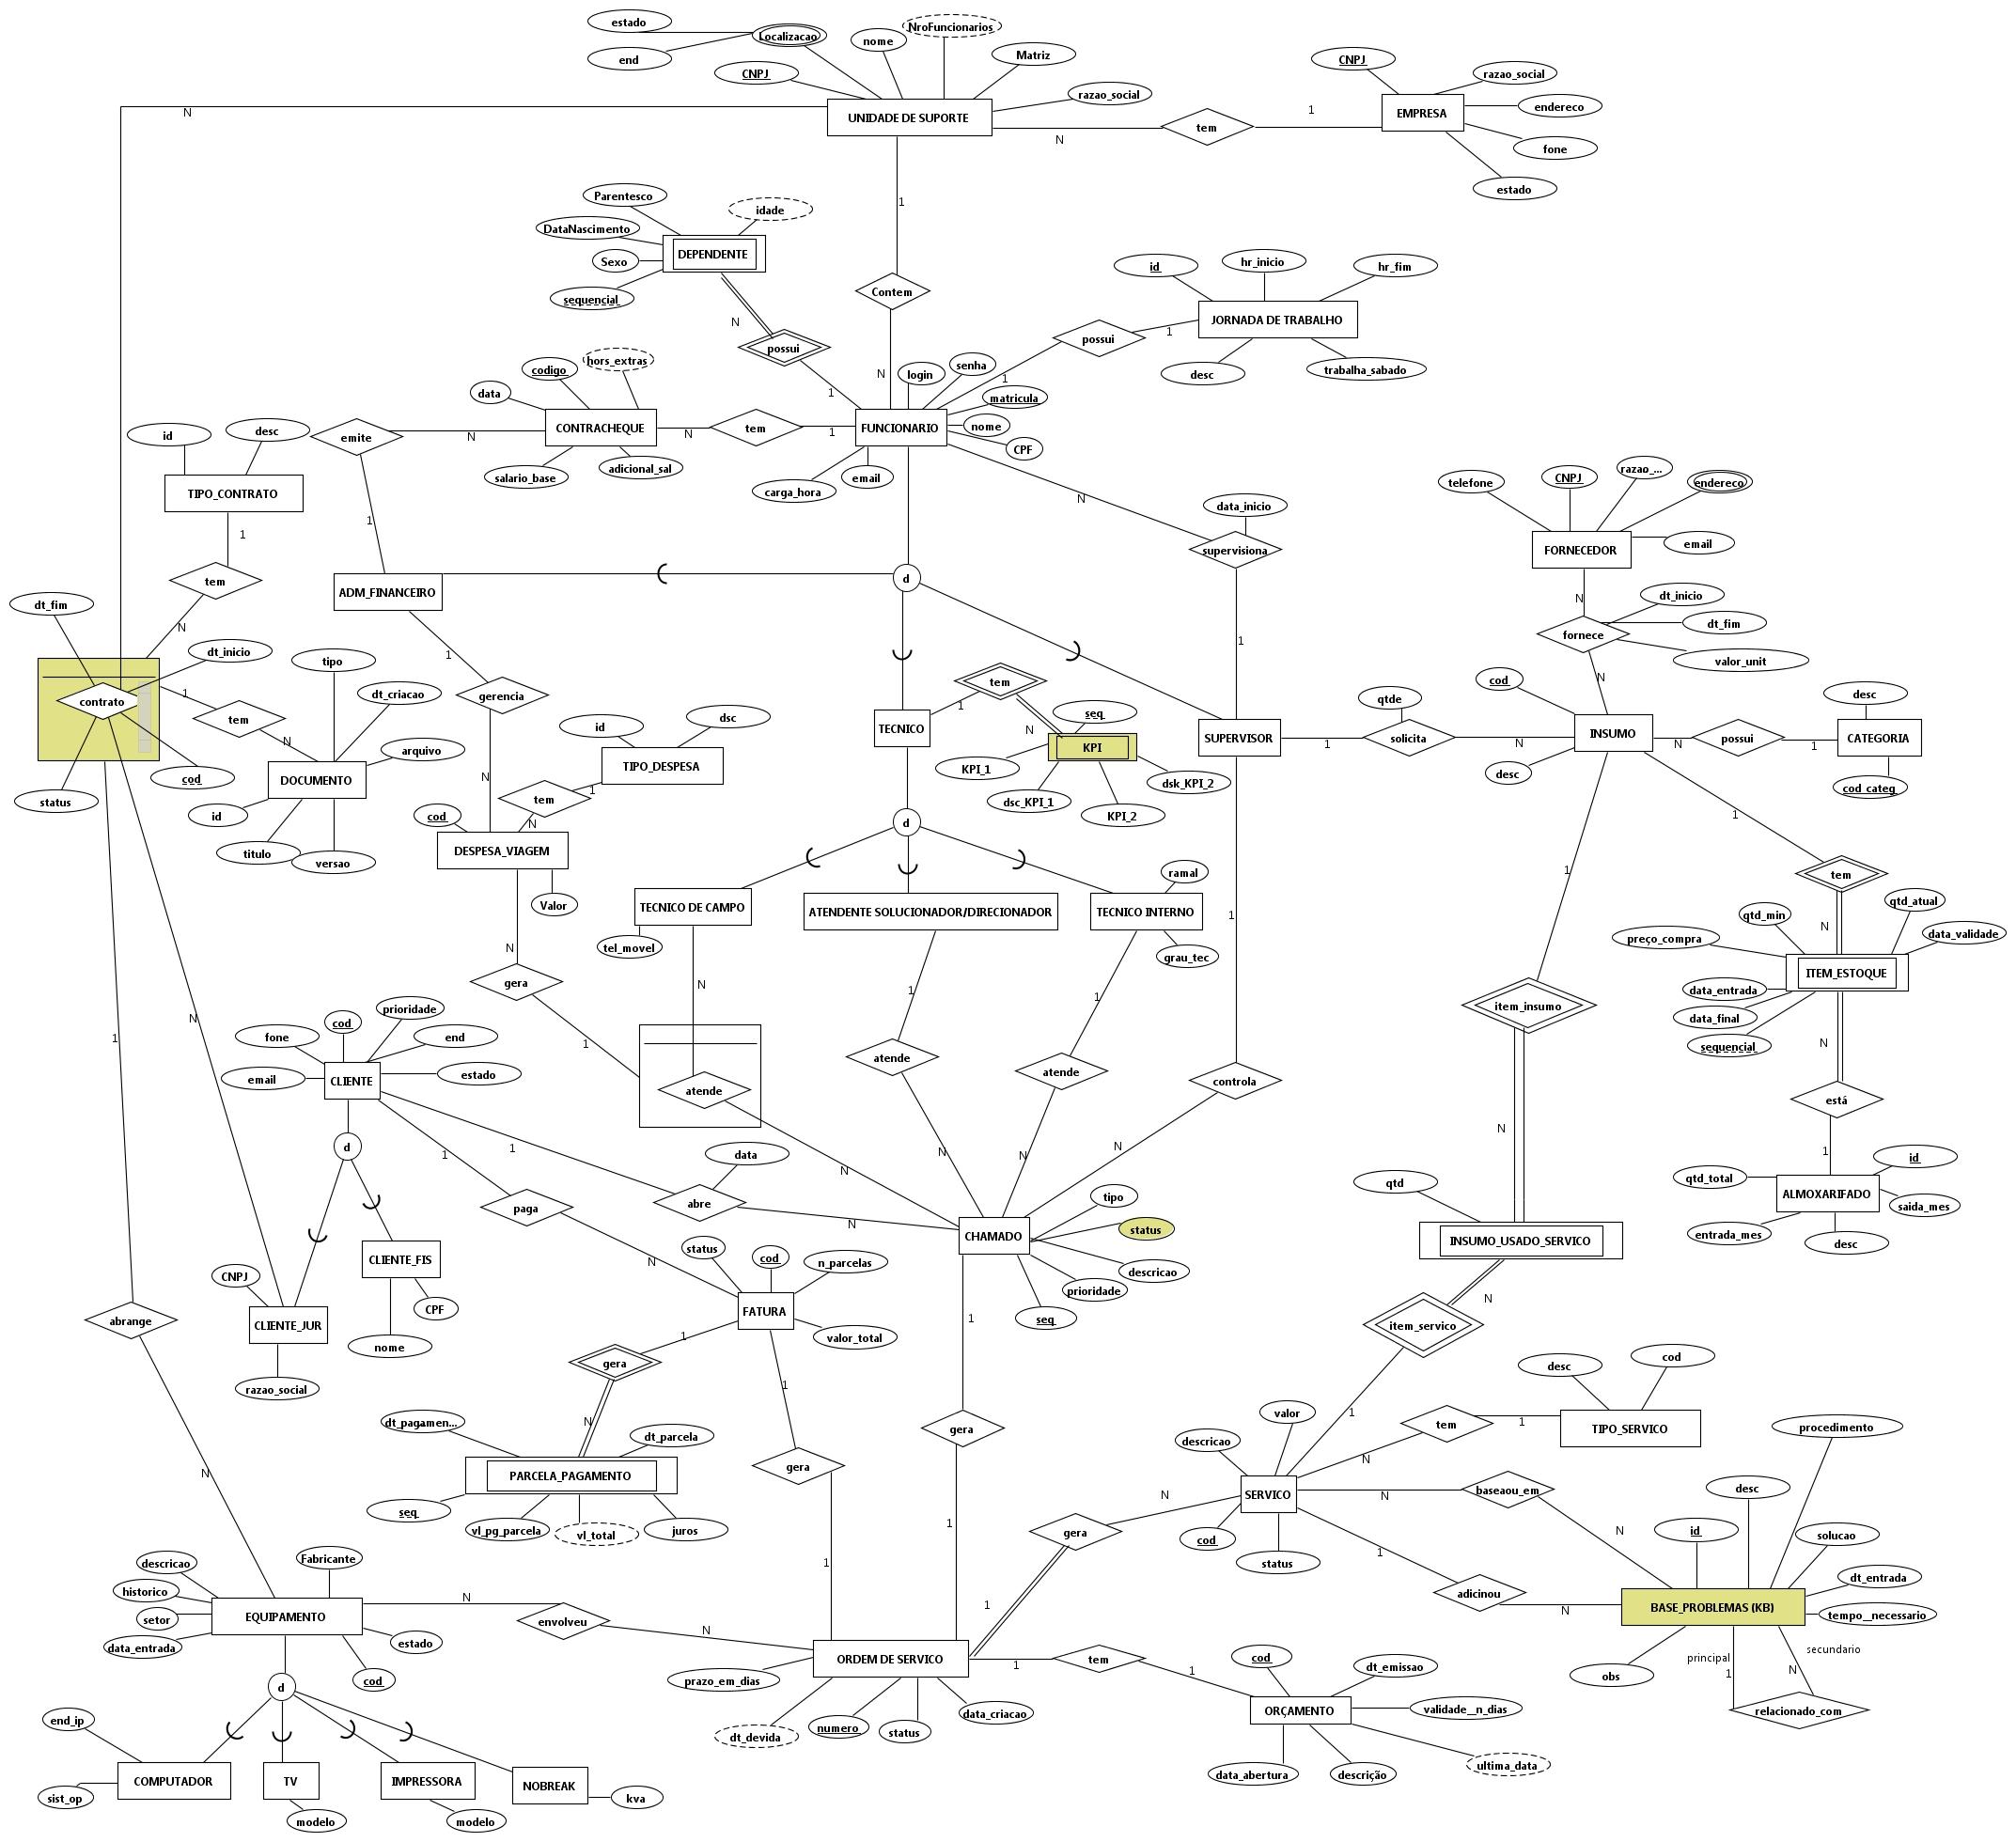 estado
Localizacao
nome
NroFuncionarios
Matriz
end
CNPJ
razao_social
UNIDADE DE SUPORTE
N
N
tem
1
CNPJ
razao_social
endereco
EMPRESA
fone
estado
1
Parentesco
idade
DataNascimento
DEPENDENTE
Sexo
sequencial
N
possui
1
Contem
N
id
hr_inicio
hr_fim
JORNADA DE TRABALHO
possui
1
1
desc
trabalha_sabado
hors_extras
codigo
data
CONTRACHEQUE
salario_base
adicional_sal
N
tem
1
login
senha
matricula
nome
CPF
FUNCIONARIO
email
carga_hora
emite
N
1
id
desc
TIPO_CONTRATO
1
tem
N
N
data_inicio
supervisiona
1
telefone
CNPJ
razao_...
endereco
FORNECEDOR
email
N
dt_inicio
dt_fim
fornece
valor_unit
N
ADM_FINANCEIRO
d
1
gerencia
N
dt_fim
dt_inicio
contrato
cod
status
1
tem
N
tipo
dt_criacao
arquivo
DOCUMENTO
id
titulo
versao
id
dsc
TIPO_DESPESA
tem
1
N
cod
DESPESA_VIAGEM
Valor
TECNICO
tem
1
N
seq
KPI
KPI_1
dsc_KPI_1
KPI_2
dsk_KPI_2
SUPERVISOR
1
qtde
solicita
N
cod
INSUMO
desc
N
possui
1
desc
CATEGORIA
cod_categ
d
TECNICO DE CAMPO
tel_movel
ATENDENTE SOLUCIONADOR/DIRECIONADOR
TECNICO INTERNO
ramal
grau_tec
1
1
1
tem
N
qtd_min
qtd_atual
preço_compra
data_validade
ITEM_ESTOQUE
data_entrada
data_final
sequencial
N
está
1
id
qtd_total
ALMOXARIFADO
saida_mes
entrada_mes
desc
N
gera
1
N
atende
N
1
atende
N
1
atende
N
controla
N
item_insumo
N
qtd
INSUMO_USADO_SERVICO
N
item_servico
1
N
1
fone
cod
prioridade
end
email
CLIENTE
estado
d
1
paga
N
1
data
abre
N
CHAMADO
tipo
status
descricao
prioridade
seq
CNPJ
CLIENTE_JUR
razao_social
CLIENTE_FIS
CPF
nome
abrange
N
status
cod
n_parcelas
FATURA
valor_total
1
gera
N
dt_pagamen...
dt_parcela
PARCELA_PAGAMENTO
seq
vl_pg_parcela
vl_total
juros
1
gera
1
1
gera
1
descricao
valor
SERVICO
cod
status
N
tem
1
desc
cod
TIPO_SERVICO
N
baseaou_em
N
1
adicinou
N
N
gera
1
procedimento
desc
id
solucao
dt_entrada
BASE_PROBLEMAS (KB)
tempo_necessario
obs
principal
1
secundario
N
relacionado_com
descricao
Fabricante
historico
setor
EQUIPAMENTO
data_entrada
estado
cod
N
envolveu
N
d
end_ip
COMPUTADOR
sist_op
TV
modelo
IMPRESSORA
modelo
NOBREAK
kva
ORDEM DE SERVICO
prazo_em_dias
dt_devida
numero
status
data_criacao
1
tem
1
cod
dt_emissao
ORÇAMENTO
validade_n_dias
ultima_data
data_abertura
descrição